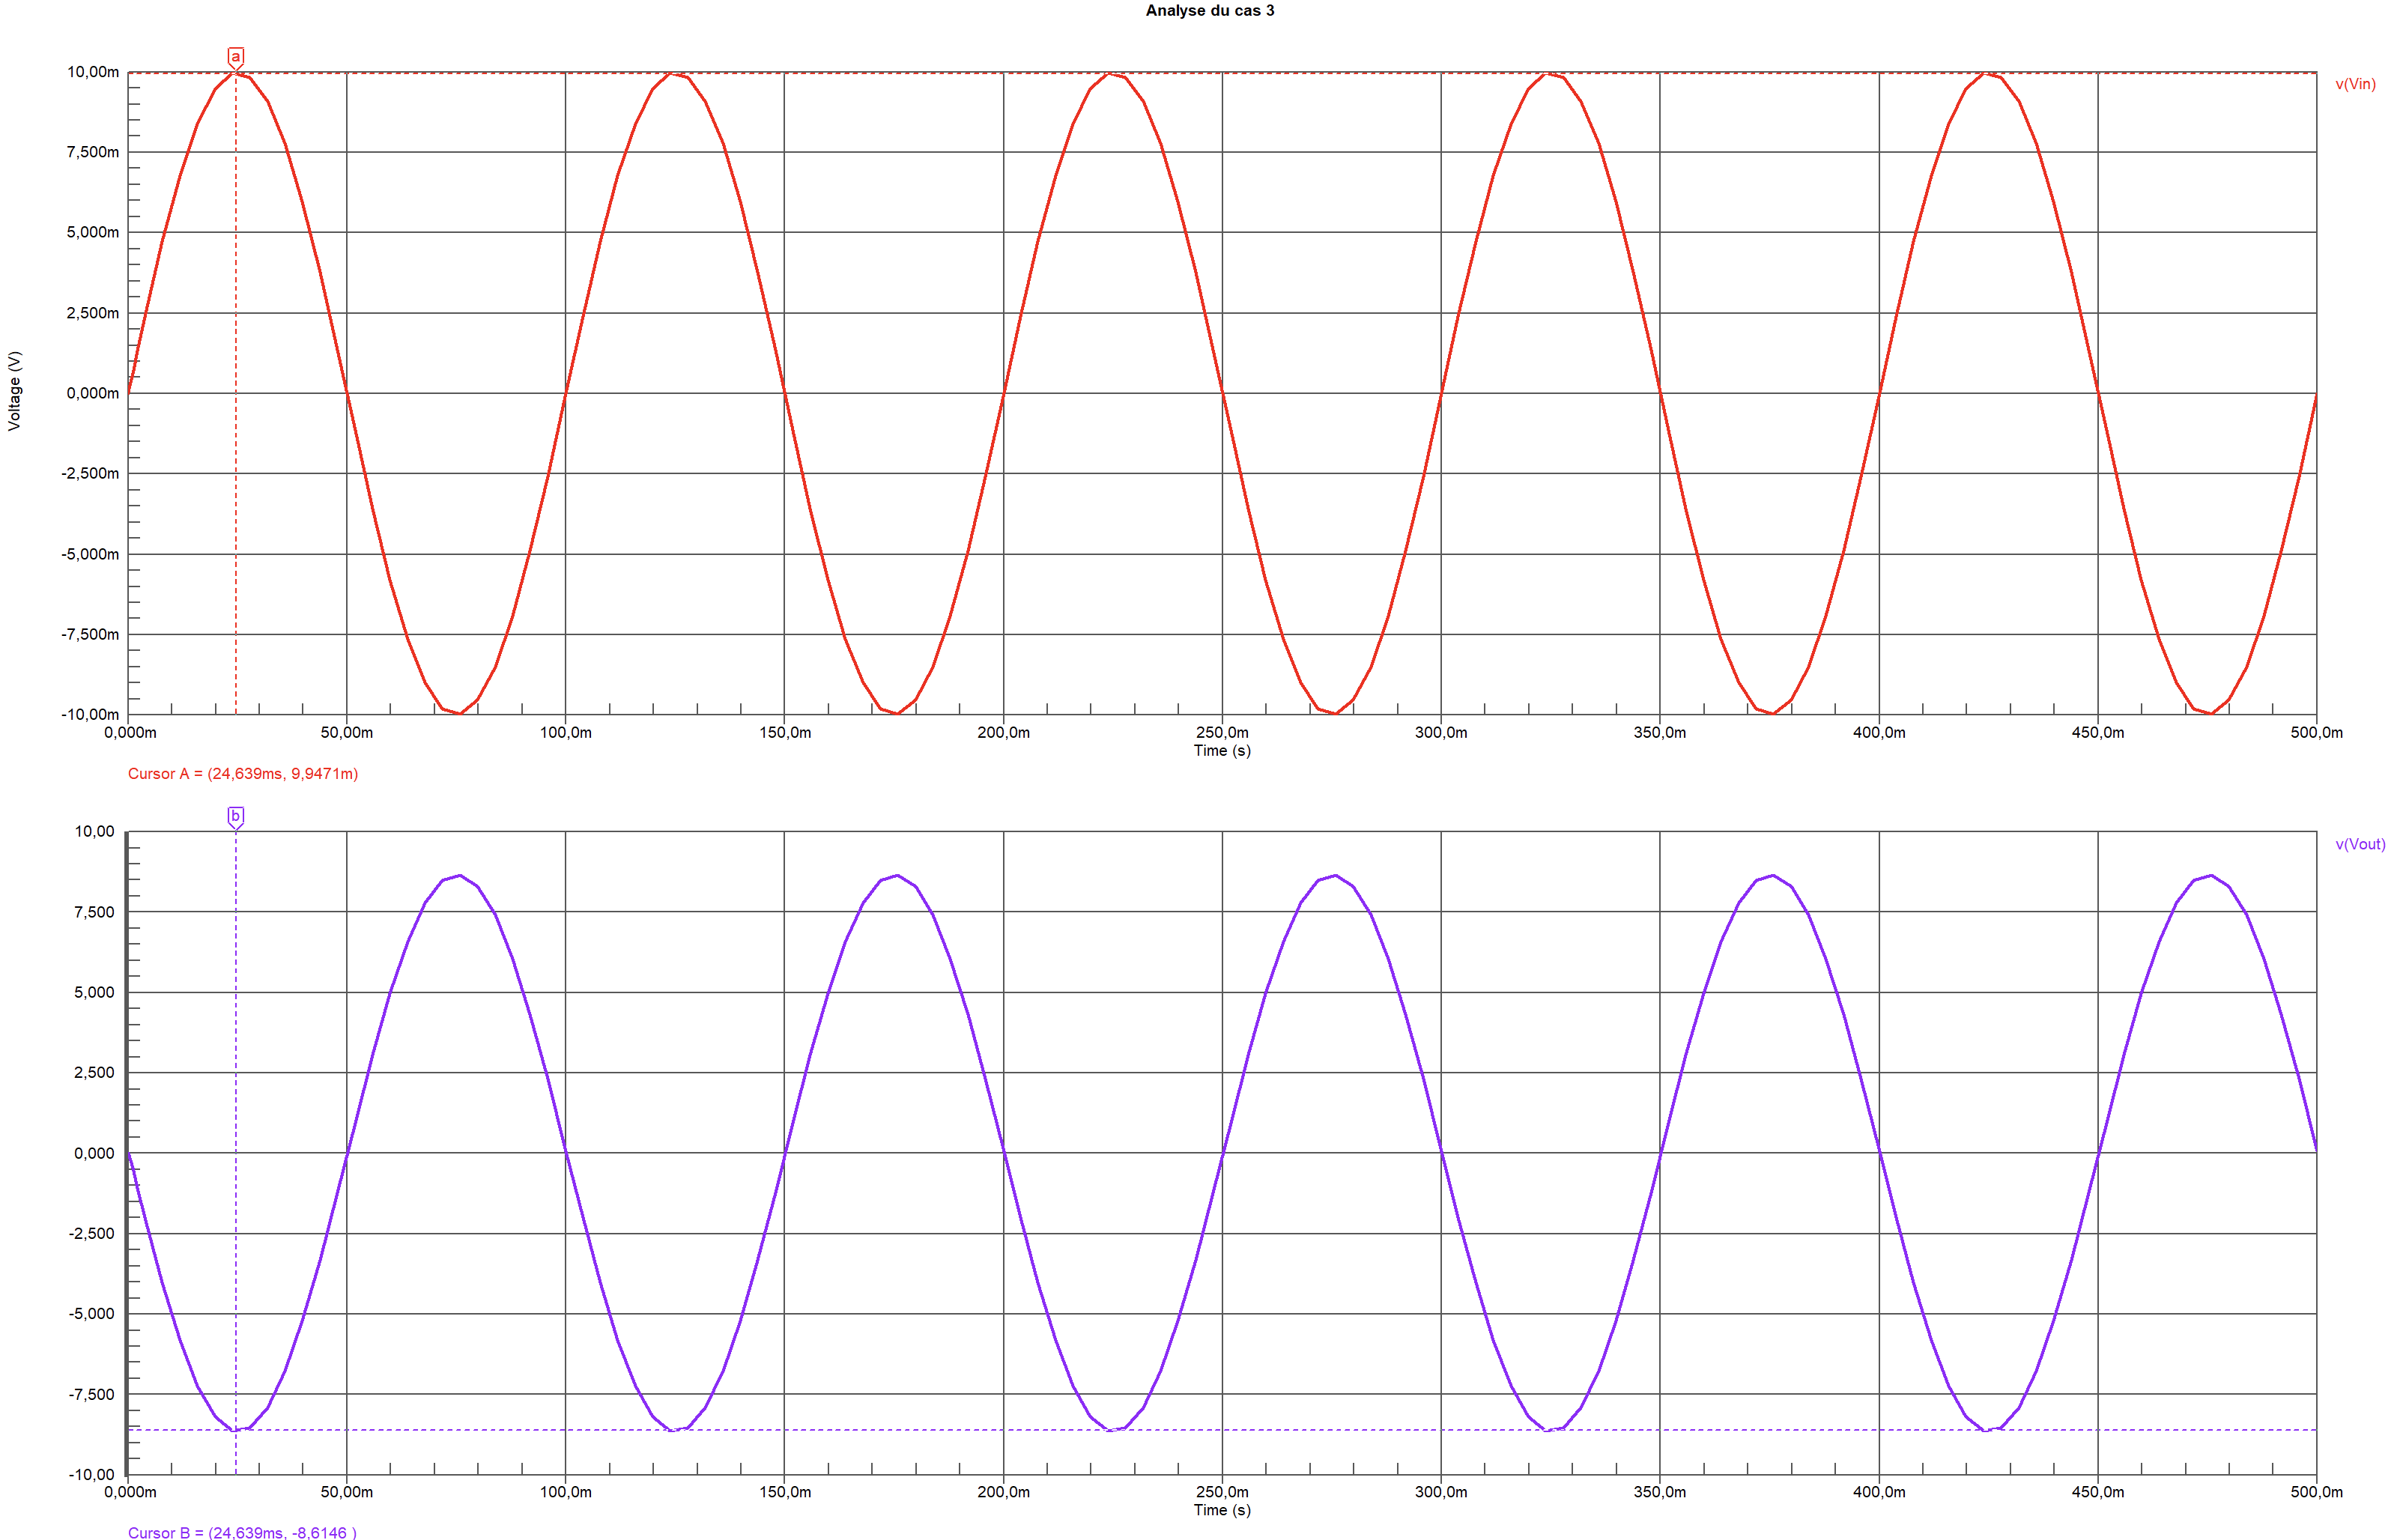 Analyse du cas 3
a
10,00m
v(Vin)
7,500m
5,000m
2,500m
Voltage (V)
0,000m
-2,500m
-5,000m
-7,500m
-10,00m
0,000m 50,00m 100,0m 150,0m 200,0m 250,0m 300,0m 350,0m 400,0m 450,0m 500,0m
Time (s)
Cursor A = (24,639ms, 9,9471m)
b
10,00
v(Vout)
7,500
5,000
2,500
0,000
-2,500
-5,000
-7,500
-10,00
0,000m 50,00m 100,0m 150,0m 200,0m 250,0m 300,0m 350,0m 400,0m 450,0m 500,0m
Time (s)
Cursor B = (24,639ms, -8,6146 )